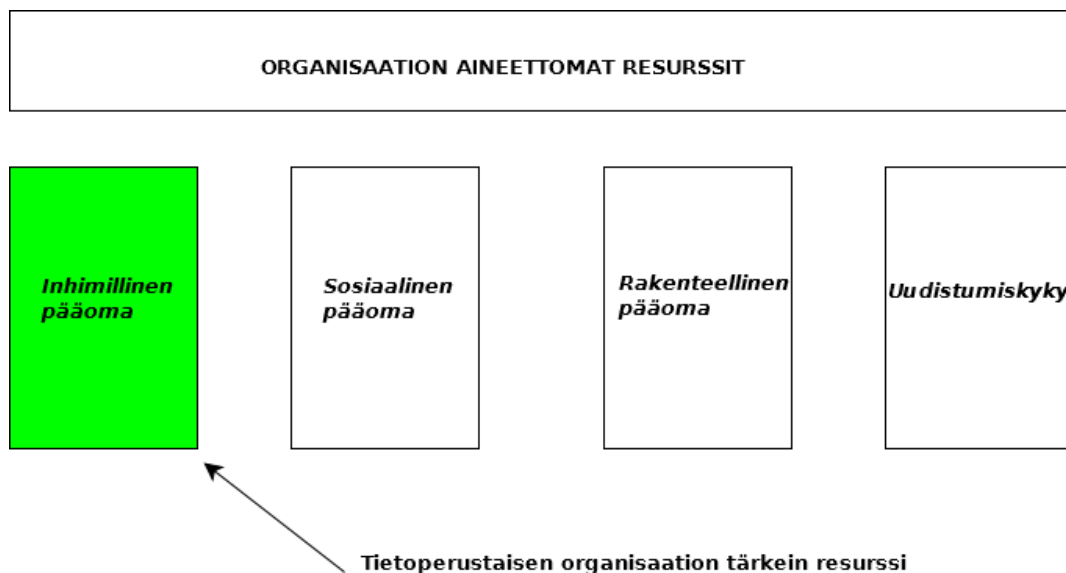 ORGANISAATION AINEETTOMAT RESURSSIT
Inhimillinen
pääoma
Sosiaalinen
pääoma
Rakenteellinen
pääoma
Uudistumiskyky
Tietoperustaisen organisaation tärkein resurssi